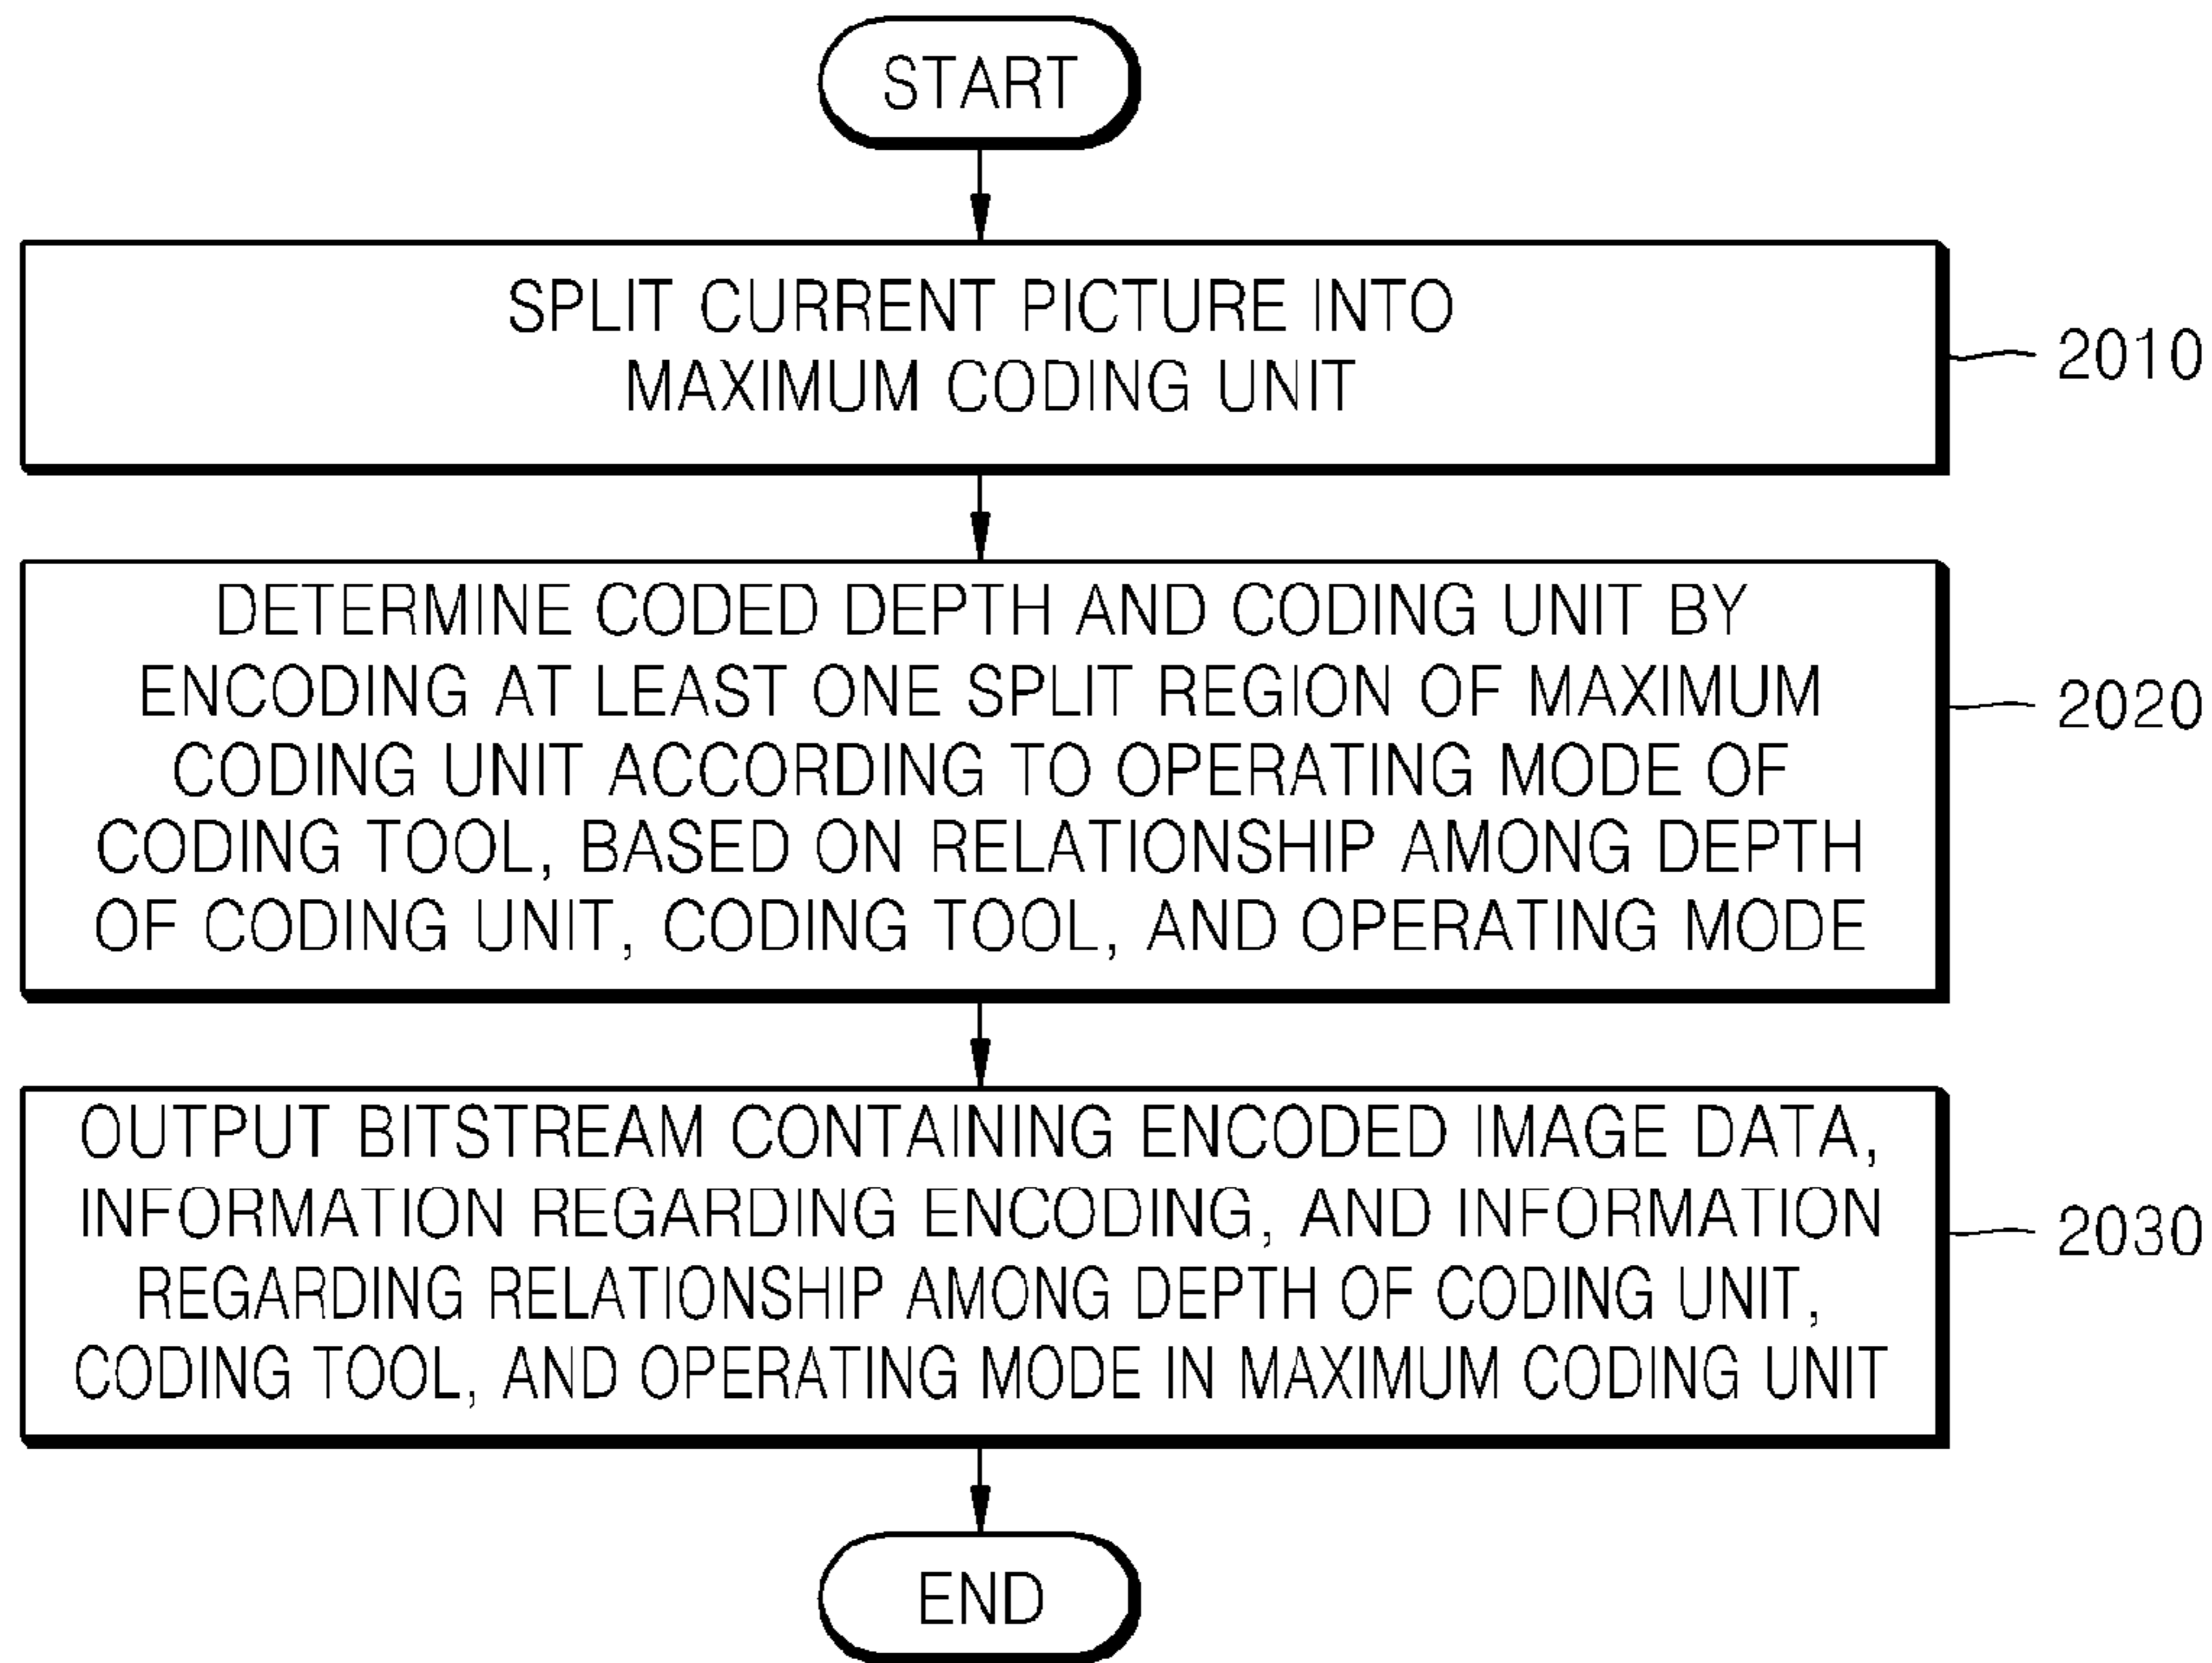 START
SPLIT CURRENT PICTURE INTO
MAXIMUM CODING UNIT
2010
DETERMINE CODED DEPTH AND CODING UNIT BY
ENCODING AT LEAST ONE SPLIT REGION OF MAXIMUM
CODING UNIT ACCORDING TO OPERATING MODE OF
CODING TOOL, BASED ON RELATIONSHIP AMONG DEPTH
OF CODING UNIT, CODING TOOL, AND OPERATING MODE
2020
OUTPUT BITSTREAM CONTAINING ENCODED IMAGE DATA,
INFORMATION REGARDING ENCODING, AND INFORMATION
REGARDING RELATIONSHIP AMONG DEPTH OF CODING UNIT,
CODING TOOL, AND OPERATING MODE IN MAXIMUM CODING UNIT
2030
END